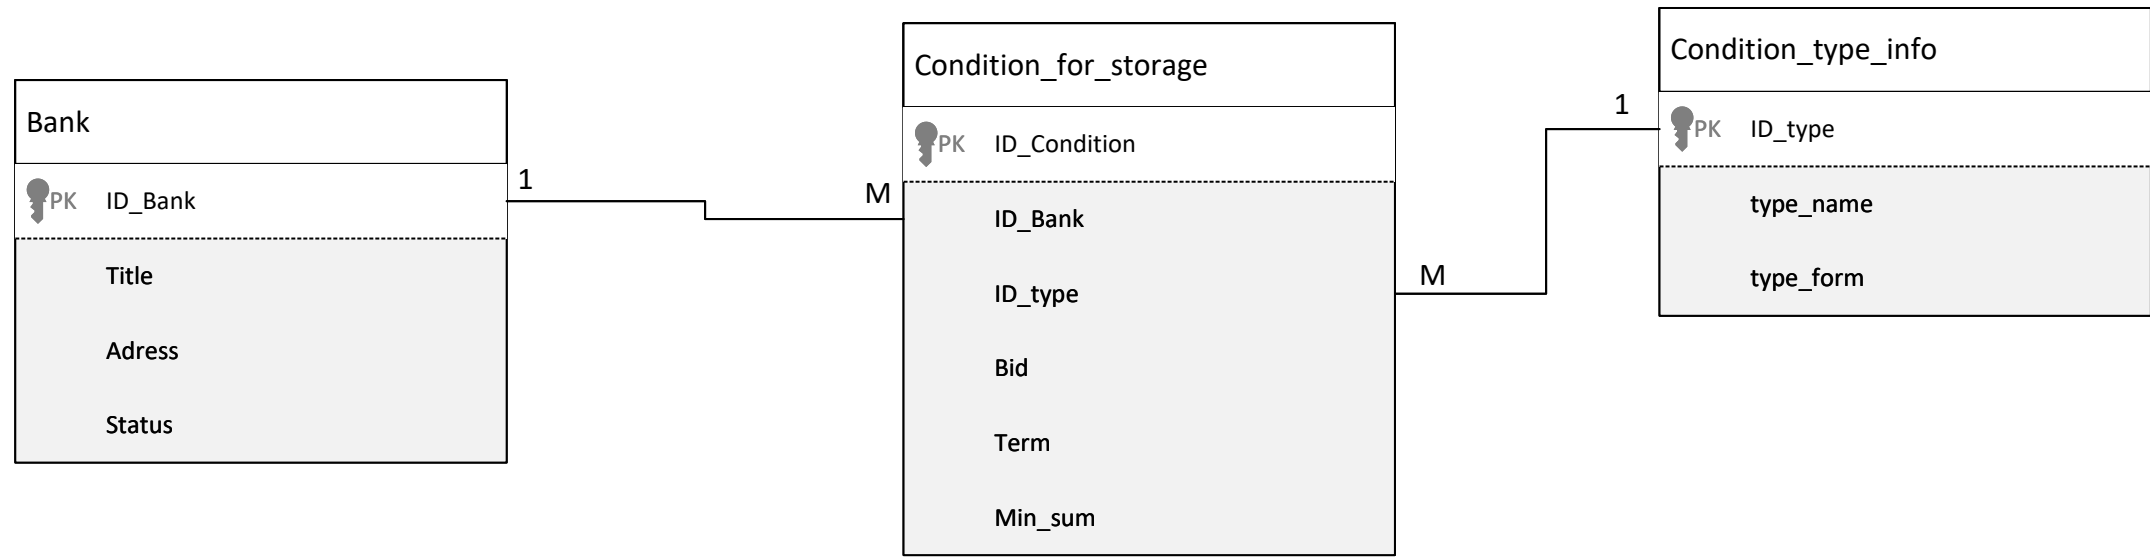 Bank
PK ID_Bank
Title
Adress
Status
1
M
Condition_for_storage
PK ID_Condition
ID_Bank
ID_type
Bid
Term
Min_sum
M
1
Condition_type_info
PK ID_type
type_name
type_form